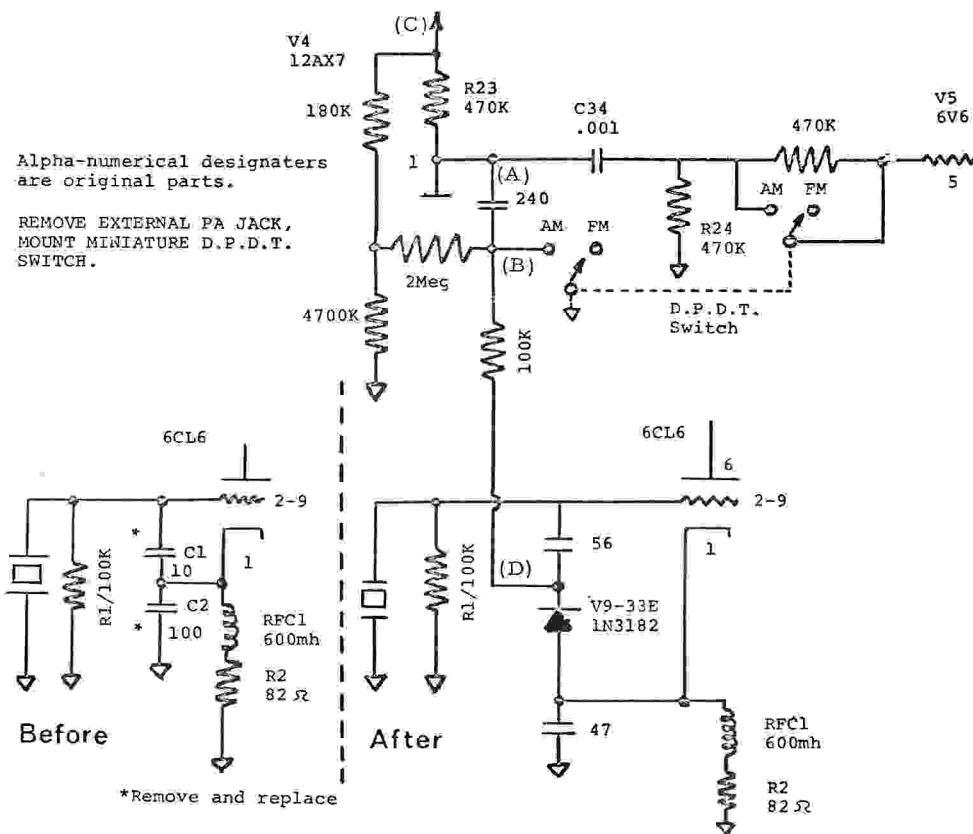 (C)
V4
12AX7
180K
R23
470K
C34
.001
470K
V5
6V6
5
1
(A)
240
AM FM
R24
470K
AM FM
Alpha-numerical designaters
are original parts.
REMOVE EXTERNAL PA JACK,
MOUNT MINIATURE D.P.D.T.
SWITCH.
2Meg
(B)
D.P.D.T.
Switch
4700K
100K
6CL6
2-9
* C1
10
C2
* 100
1
R1/100K
RFC1
600mh
R2
82Ω
Before
*Remove and replace
6CL6
6
2-9
1
56
(D)
R1/100K
V9-33E
1N3182
47
RFC1
600mh
R2
82Ω
After